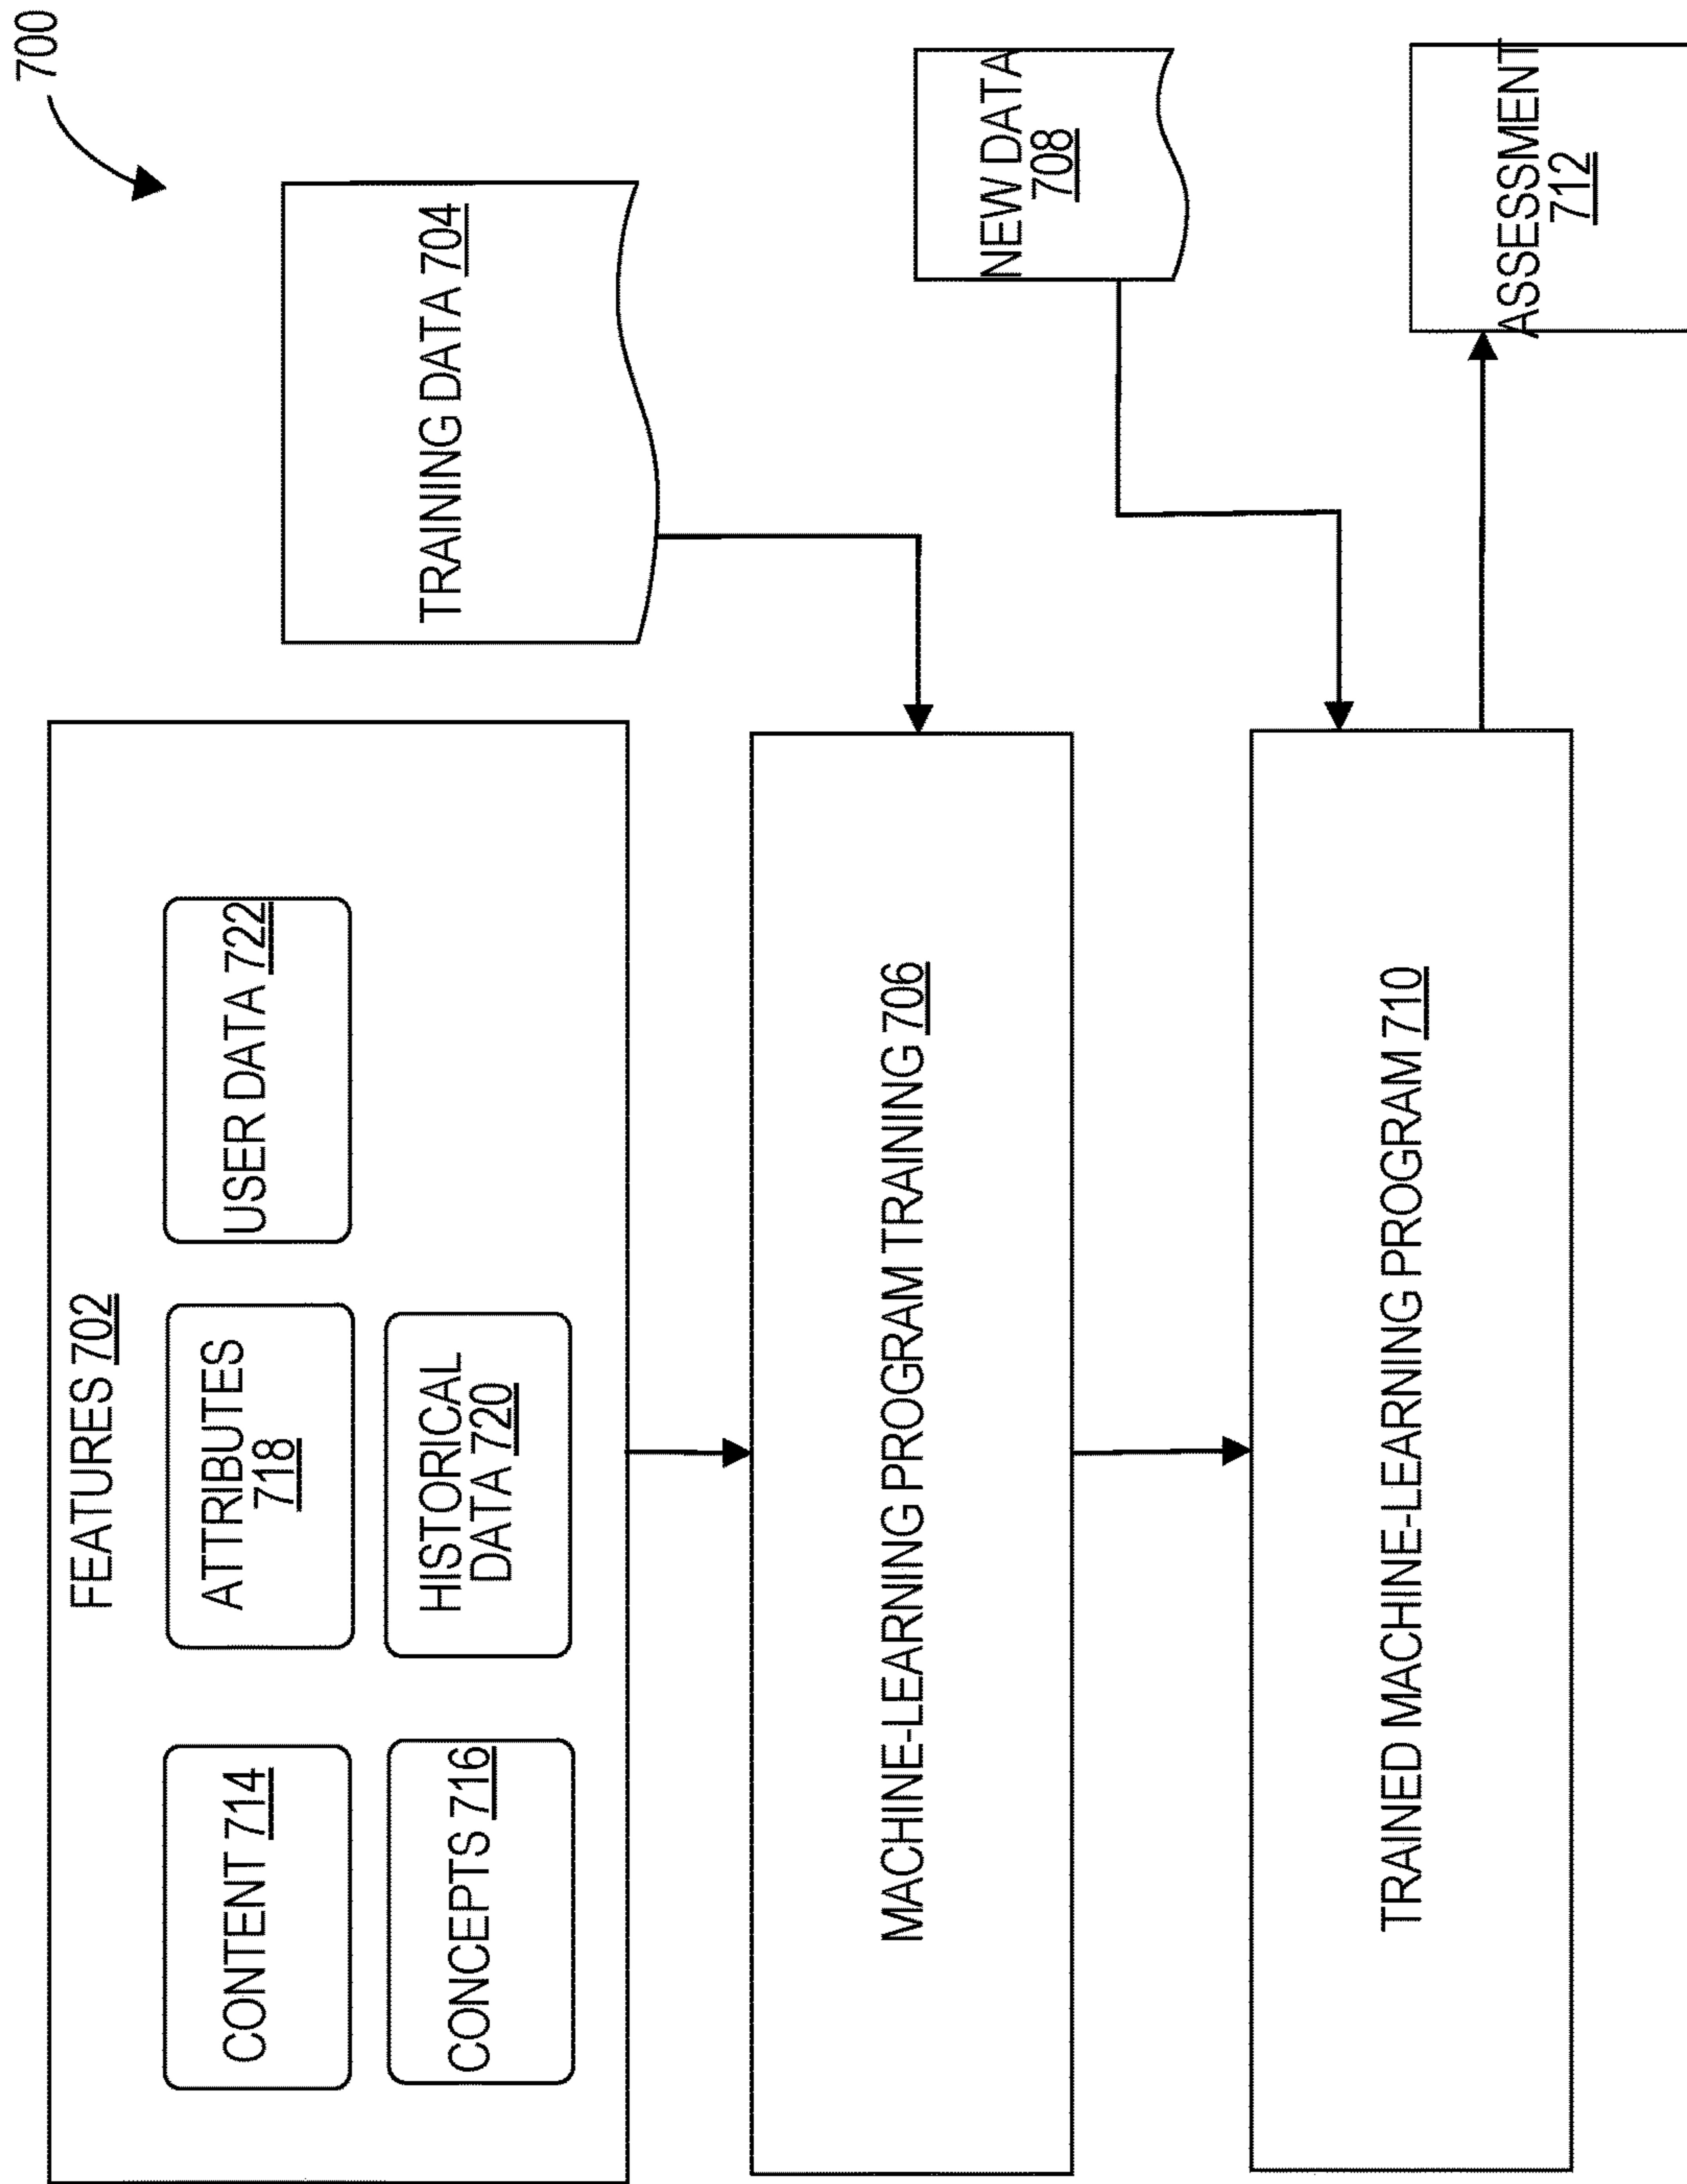 700
FEATURES 702
CONTENT 714
ATTRIBUTES
718
USER DATA 722
CONCEPTS 716
HISTORICAL
DATA 720
TRAINING DATA 704
MACHINE-LEARNING PROGRAM TRAINING 706
NEW DATA
708
TRAINED MACHINE-LEARNING PROGRAM 710
ASSESSMENT
712